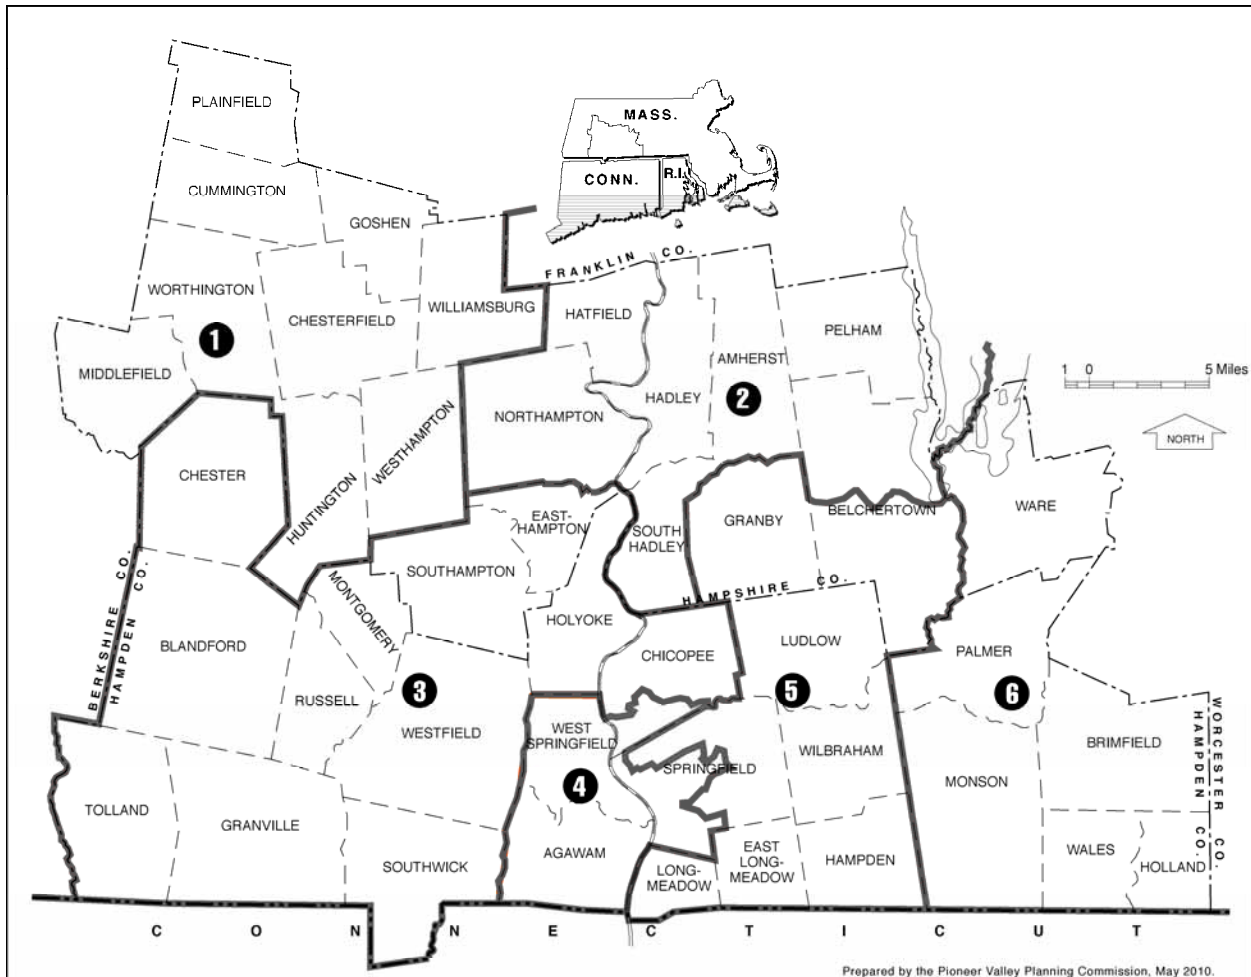 PLAINFIELD
CUMMINGTON
GOSHEN
MASS.
CONN.
R.I.
FRANKLIN CO.
WORTHINGTON
1
CHESTERFIELD
WILLIAMSBURG
HATFIELD
PELHAM
MIDDLEFIELD
AMHERST
2
HADLEY
NORTHAMPTON
WESTHAMPTON
1 0 5 Miles
NORTH
CHESTER
HUNTINGTON
EAST-
HAMPTON
SOUTH
HADLEY
GRANBY
BELCHERTOWN
WARE
SOUTHAMPTON
MONTGOMERY
HAMPSHIRE CO.
HOLYOKE
BERKSHIRE CO.
HAMPDEN CO.
BLANDFORD
CHICOPEE
LUDLOW
PALMER
RUSSELL
3
5
6
WESTFIELD
WEST
SPRINGFIELD
4
SPRINGFIELD
WILBRAHAM
BRIMFIELD
MONSON
WORCESTER CO.
HAMPDEN CO.
TOLLAND
GRANVILLE
SOUTHWICK
AGAWAM
LONG-
MEADOW
EAST
LONG-
MEADOW
HAMPDEN
WALES
HOLLAND
CONNECTICUT
Prepared by the Pioneer Valley Planning Commission, May 2010.